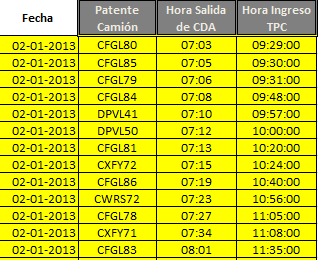 Fecha Patente Camión Hora Salida de CDA Hora Ingreso TPC
02-01-2013 CFGL80 07:03 09:29:00
02-01-2013 CFGL85 07:05 09:30:00
02-01-2013 CFGL79 07:06 09:31:00
02-01-2013 CFGL84 07:08 09:48:00
02-01-2013 DPVL41 07:10 09:57:00
02-01-2013 DPVL50 07:12 10:00:00
02-01-2013 CFGL81 07:13 10:20:00
02-01-2013 CXFY72 07:15 10:24:00
02-01-2013 CFGL86 07:19 10:40:00
02-01-2013 CWRS72 07:23 10:56:00
02-01-2013 CFGL78 07:27 11:05:00
02-01-2013 CXFY71 07:34 11:08:00
02-01-2013 CFGL83 08:01 11:35:00